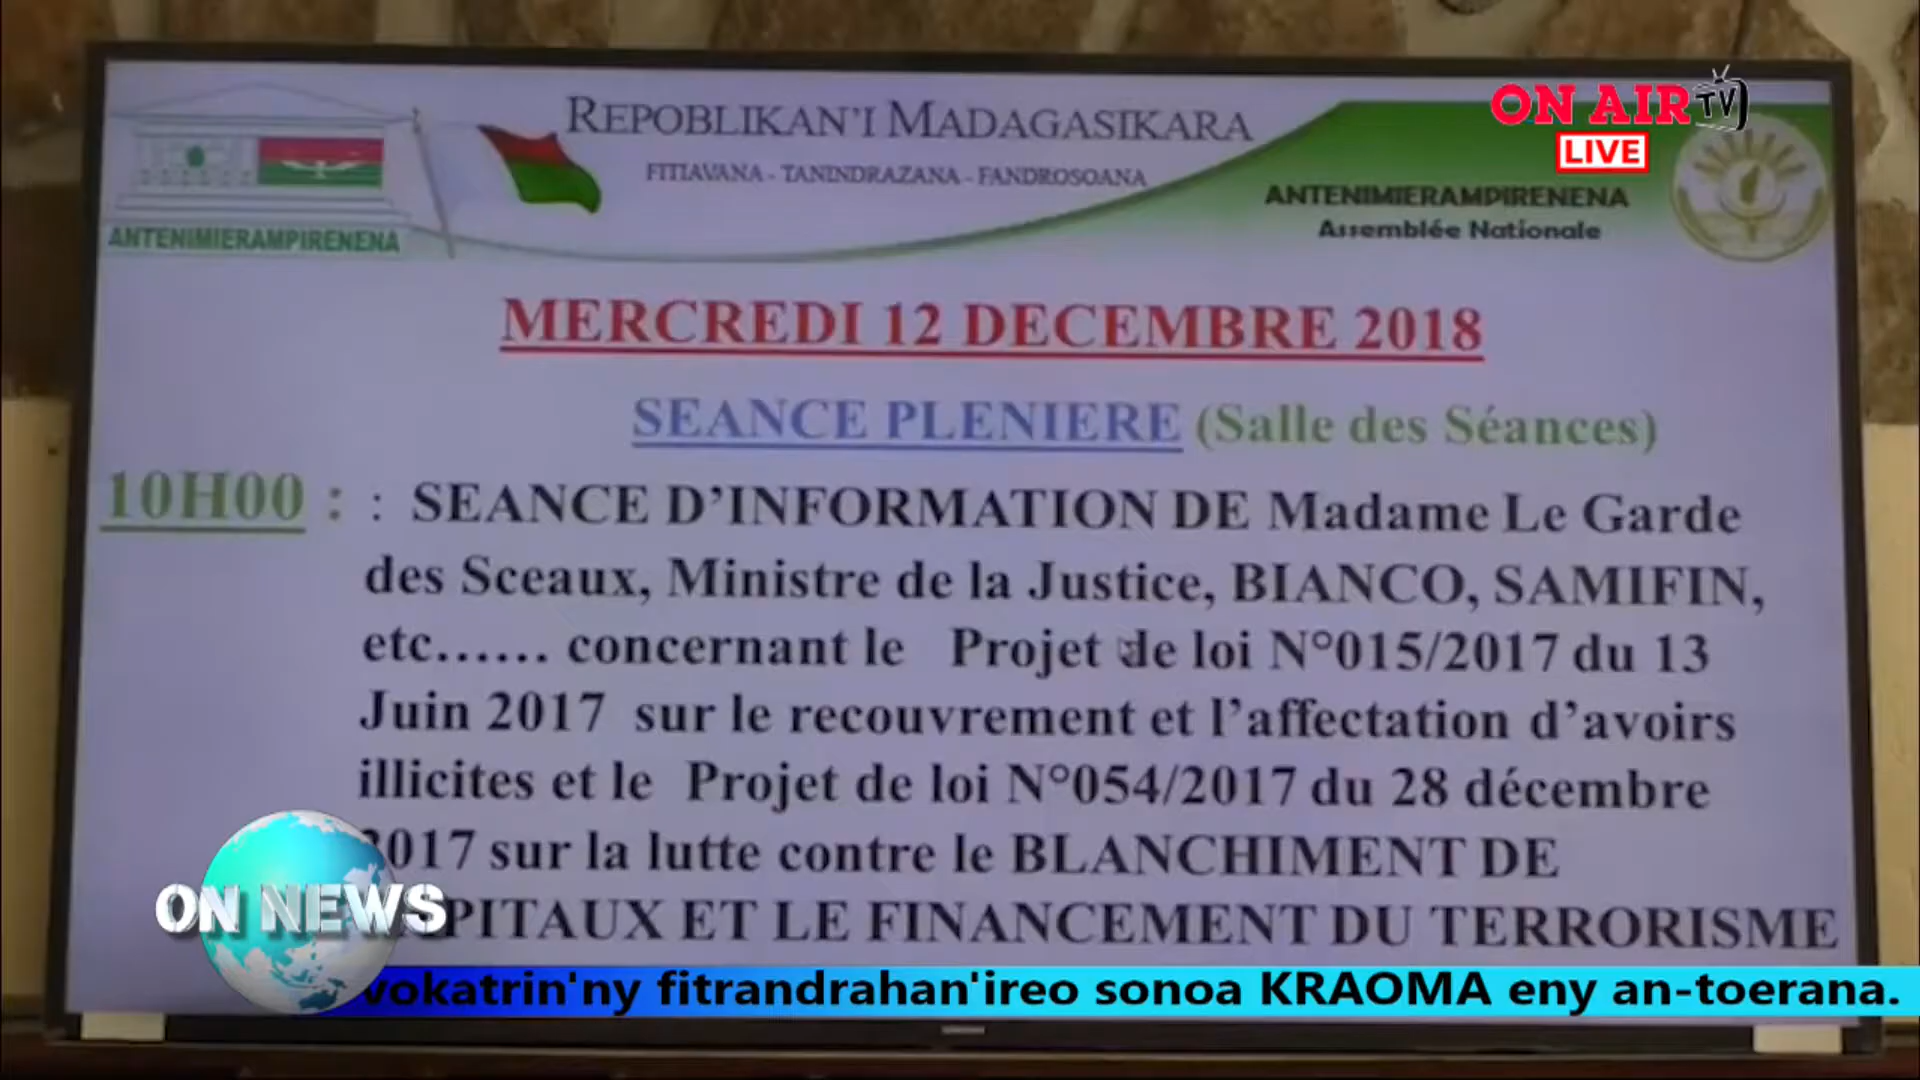 REPOBLIKAN'I MADAGASIKARA
FITIAVANA - TANINDRAZANA - FANDROSOANA
ON AIR TV
LIVE
ANTENIMIERAMPIRENENA
ANTENIMIERAMPIRENENA
Assemblée Nationale
MERCREDI 12 DECEMBRE 2018
SEANCE PLENIERE (Salle des Séances)
10H00 : : SEANCE D'INFORMATION DE Madame Le Garde
des Sceaux, Ministre de la Justice, BIANCO, SAMIFIN,
etc…… concernant le Projet de loi N°015/2017 du 13
Juin 2017 sur le recouvrement et l'affectation d'avoirs
illicites et le Projet de loi N°054/2017 du 28 décembre
2017 sur la lutte contre le BLANCHIMENT DE
PITAUX ET LE FINANCEMENT DU TERRORISME
ON NEWS
vokatrin'ny fitrandrahan'ireo sonoa KRAOMA eny an-toerana.